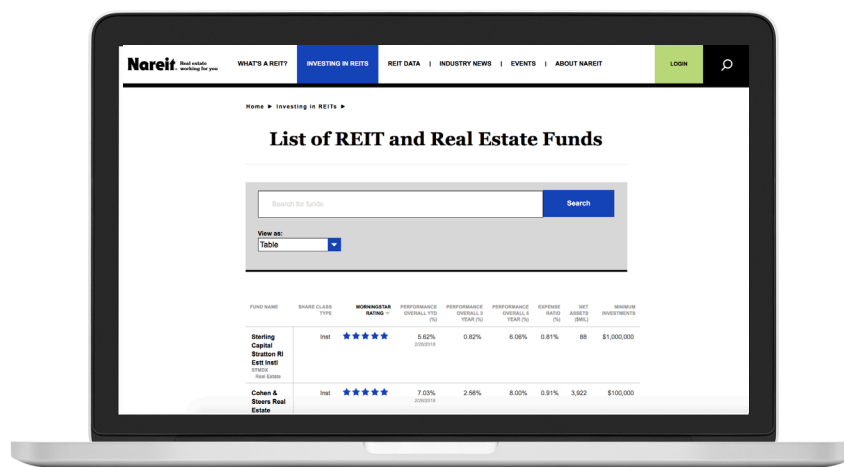 Nareit Real estate
working for you
WHAT'S A REIT? INVESTING IN REITS REIT DATA | INDUSTRY NEWS | EVENTS | ABOUT NAREIT LOGIN
Home ► Investing in REITs ►
List of REIT and Real Estate Funds
Search for funds Search
View as:
Table
FUND NAME SHARE CLASS MORNINGSTAR PERFORMANCE PERFORMANCE PERFORMANCE EXPENSE NET MINIMUM
TYPE RATING OVERALL YTD OVERALL 3 OVERALL 5 RATIO ASSETS INVESTMENTS
(%) YEAR (%) YEAR (%) (%) ($MIL)
Sterling Inst ★★★★★ 5.62% 0.82% 6.06% 0.81% 88 $1,000,000
Capital
Stratton Rl
Estt Instl
STMDX
Real Estate
Cohen & Inst ★★★★★ 7.03% 2.56% 8.00% 0.91% 3,922 $100,000
Steers Real
Estate